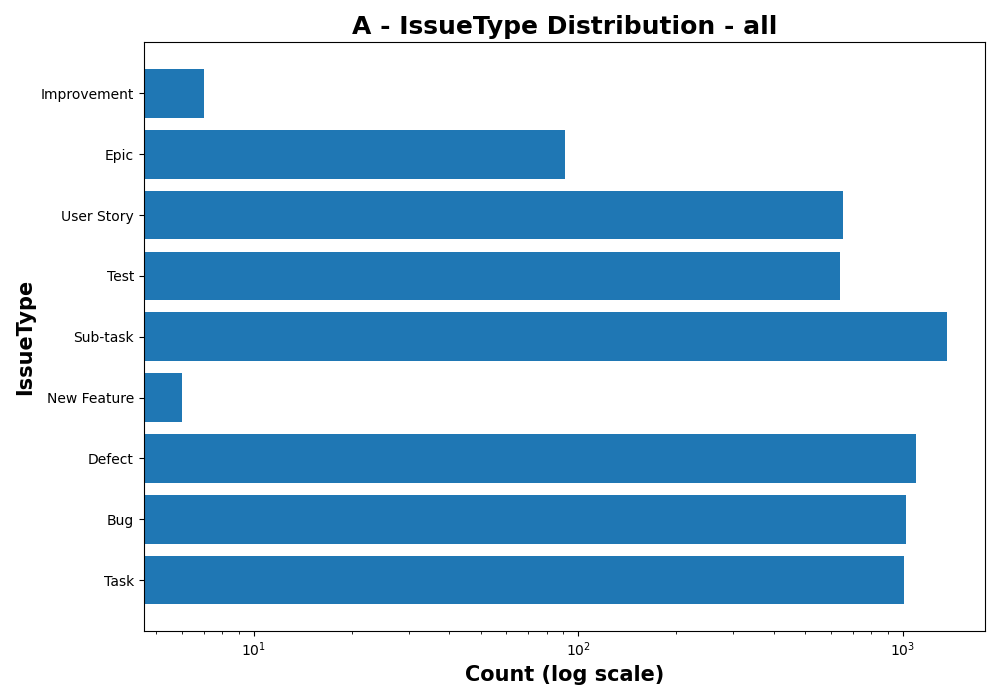 A - IssueType Distribution - all
Improvement
Epic
User Story
Test
Sub-task
New Feature
Defect
Bug
Task
IssueType
10¹
10²
10³
Count (log scale)